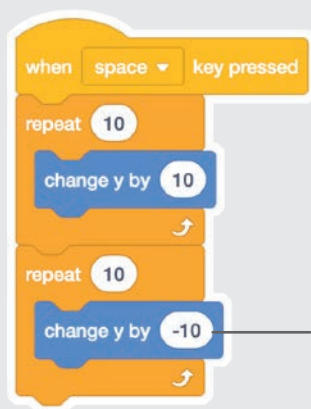 when space key pressed
repeat 10
change y by 10
repeat 10
change y by -10